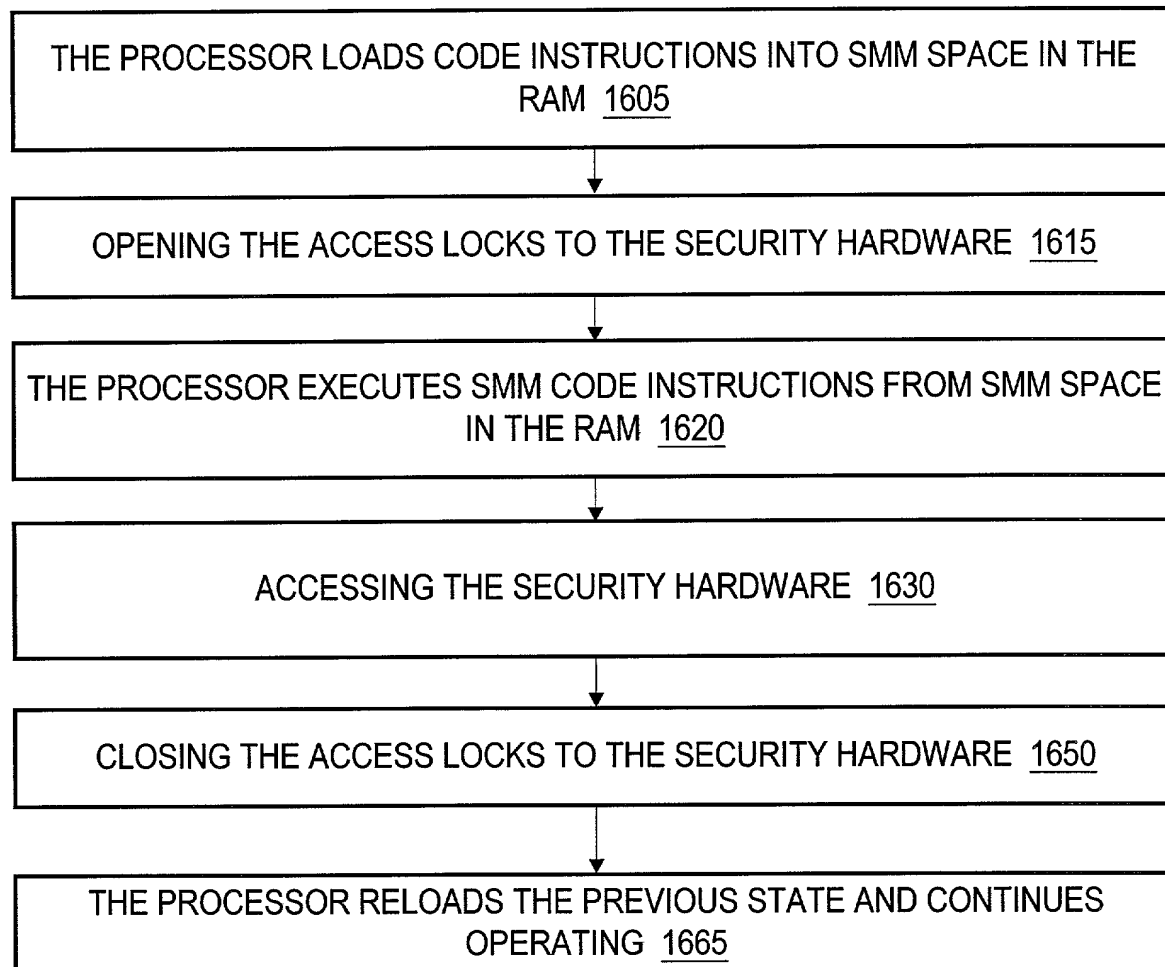 THE PROCESSOR LOADS CODE INSTRUCTIONS INTO SMM SPACE IN THE
RAM 1605
OPENING THE ACCESS LOCKS TO THE SECURITY HARDWARE 1615
THE PROCESSOR EXECUTES SMM CODE INSTRUCTIONS FROM SMM SPACE
IN THE RAM 1620
ACCESSING THE SECURITY HARDWARE 1630
CLOSING THE ACCESS LOCKS TO THE SECURITY HARDWARE 1650
THE PROCESSOR RELOADS THE PREVIOUS STATE AND CONTINUES
OPERATING 1665